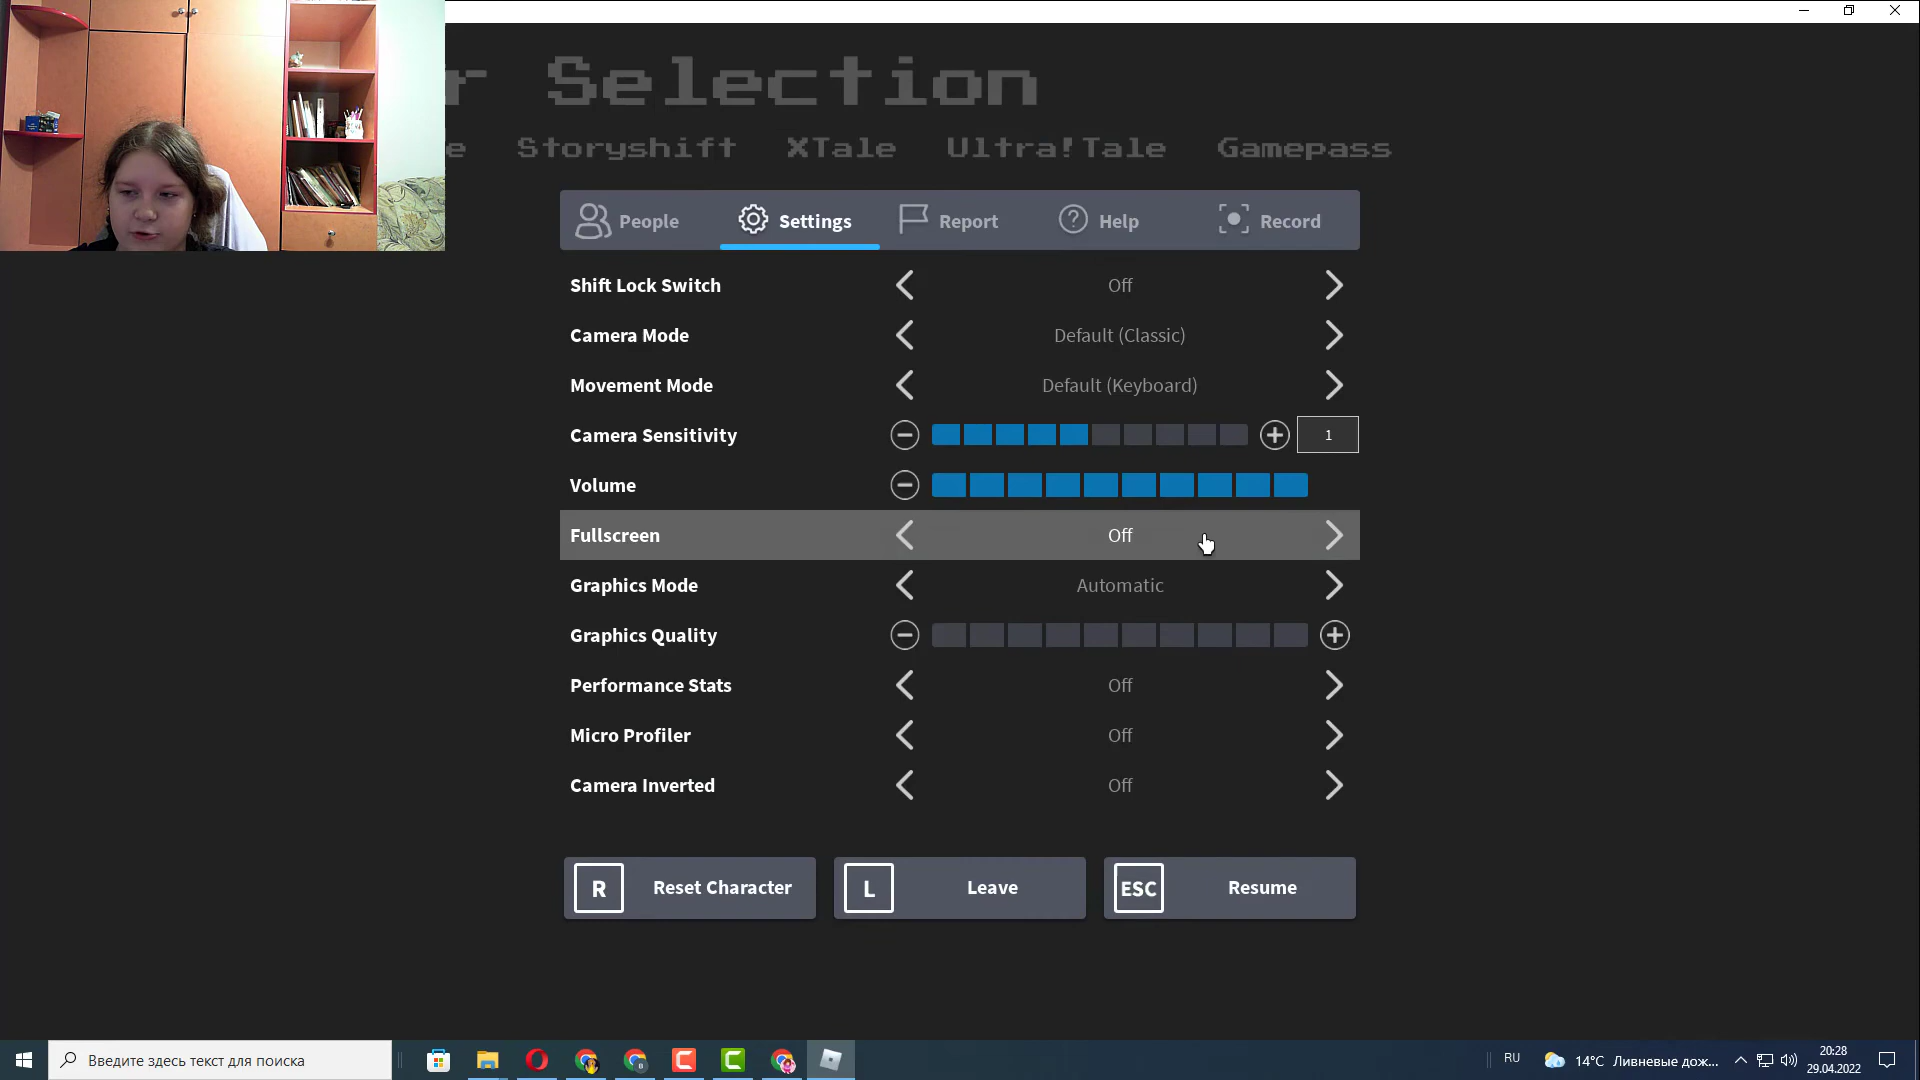 r Selection
e Storyshift XTale Ultra!Tale Gamepass
People Settings Report Help Record
Shift Lock Switch Off
Camera Mode Default (Classic)
Movement Mode Default (Keyboard)
Camera Sensitivity 1
Volume
Fullscreen Off
Graphics Mode Automatic
Graphics Quality
Performance Stats Off
Micro Profiler Off
Camera Inverted Off
R Reset Character L Leave ESC Resume
Введите здесь текст для поиска RU 14°C Ливневые дож... 20:28
29.04.2022